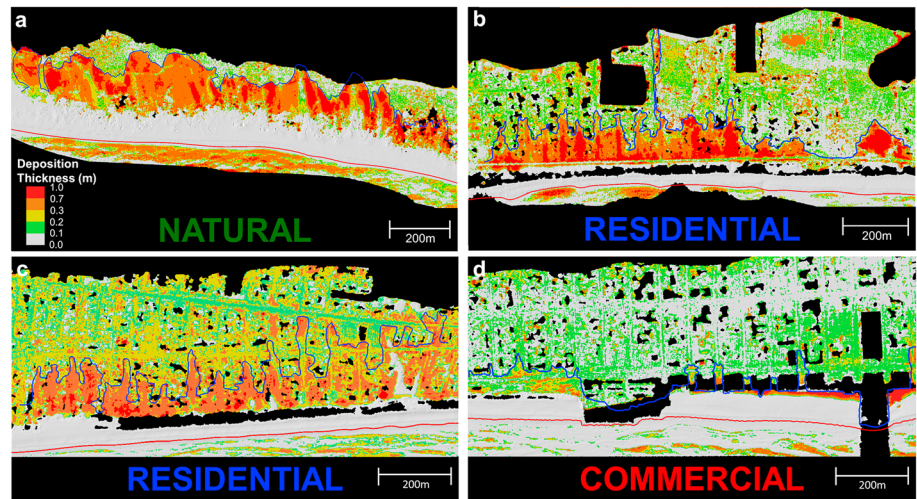 a
Deposition
Thickness (m)
1.0
0.7
0.3
0.2
0.1
0.0
NATURAL
200m
b
RESIDENTIAL
200m
c
RESIDENTIAL
200m
d
COMMERCIAL
200m